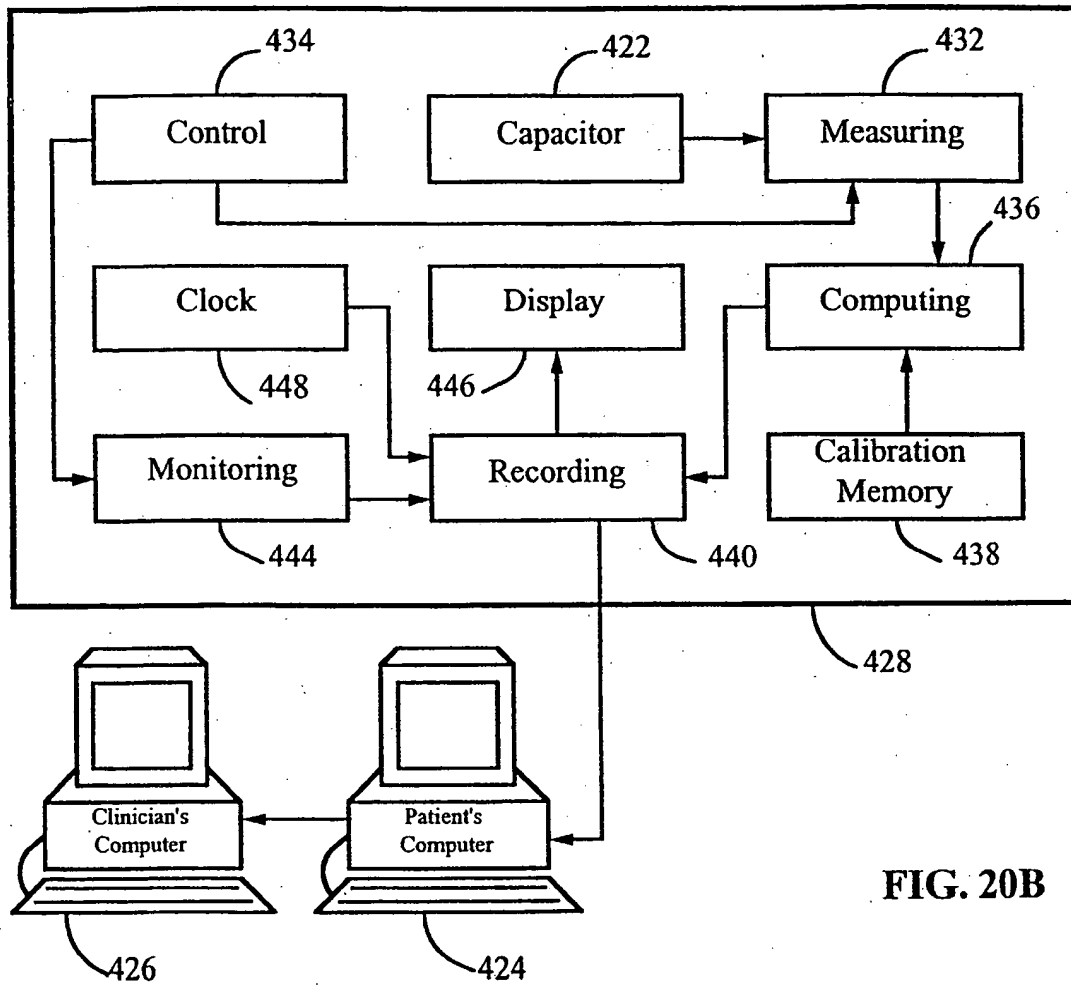 434
422
432
Control
Capacitor
Measuring
436
Clock
Display
Computing
448
446
Monitoring
Recording
Calibration
Memory
444
440
438
428
Clinician's
Computer
Patient's
Computer
FIG. 20B
426
424